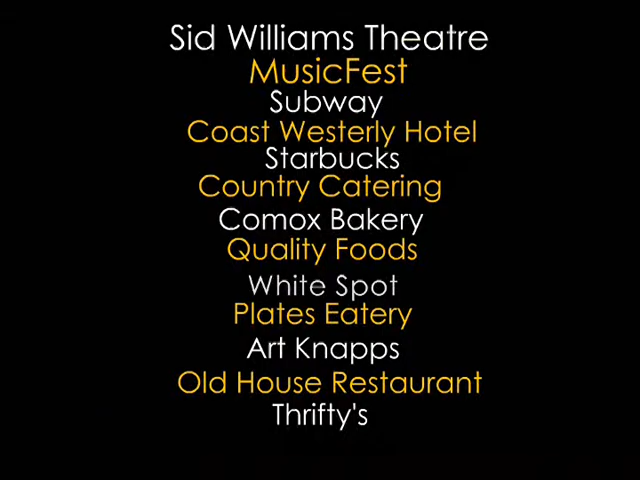 Sid Williams Theatre
MusicFest
Subway
Coast Westerly Hotel
Starbucks
Country Catering
Comox Bakery
Quality Foods
White Spot
Plates Eatery
Art Knapps
Old House Restaurant
Thrifty's